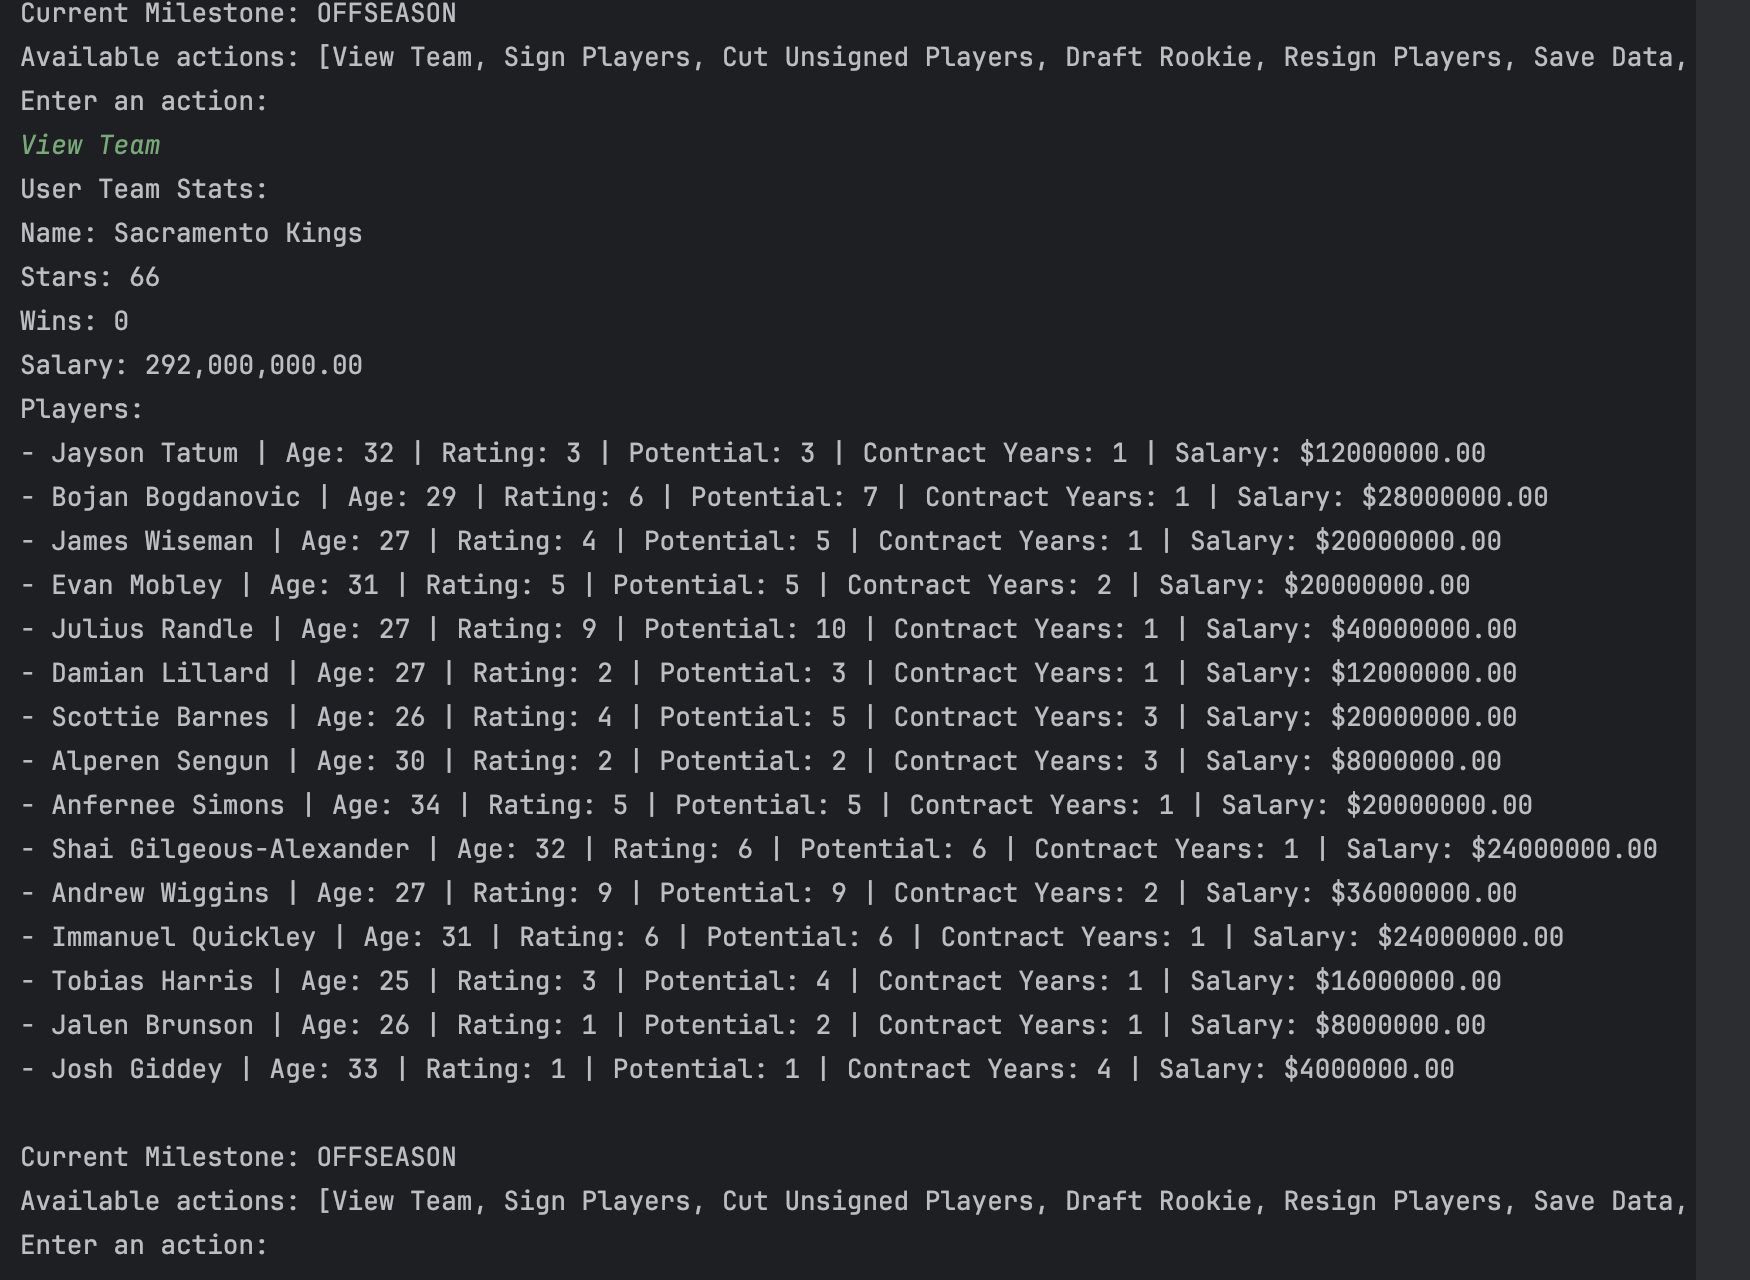 Current Milestone: OFFSEASON
Available actions: [View Team, Sign Players, Cut Unsigned Players, Draft Rookie, Resign Players, Save Data,
Enter an action:
View Team
User Team Stats:
Name: Sacramento Kings
Stars: 66
Wins: 0
Salary: 292,000,000.00
Players:
- Jayson Tatum | Age: 32 | Rating: 3 | Potential: 3 | Contract Years: 1 | Salary: $12000000.00
- Bojan Bogdanovic | Age: 29 | Rating: 6 | Potential: 7 | Contract Years: 1 | Salary: $28000000.00
- James Wiseman | Age: 27 | Rating: 4 | Potential: 5 | Contract Years: 1 | Salary: $20000000.00
- Evan Mobley | Age: 31 | Rating: 5 | Potential: 5 | Contract Years: 2 | Salary: $20000000.00
- Julius Randle | Age: 27 | Rating: 9 | Potential: 10 | Contract Years: 1 | Salary: $40000000.00
- Damian Lillard | Age: 27 | Rating: 2 | Potential: 3 | Contract Years: 1 | Salary: $12000000.00
- Scottie Barnes | Age: 26 | Rating: 4 | Potential: 5 | Contract Years: 3 | Salary: $20000000.00
- Alperen Sengun | Age: 30 | Rating: 2 | Potential: 2 | Contract Years: 3 | Salary: $8000000.00
- Anfernee Simons | Age: 34 | Rating: 5 | Potential: 5 | Contract Years: 1 | Salary: $20000000.00
- Shai Gilgeous-Alexander | Age: 32 | Rating: 6 | Potential: 6 | Contract Years: 1 | Salary: $24000000.00
- Andrew Wiggins | Age: 27 | Rating: 9 | Potential: 9 | Contract Years: 2 | Salary: $36000000.00
- Immanuel Quickley | Age: 31 | Rating: 6 | Potential: 6 | Contract Years: 1 | Salary: $24000000.00
- Tobias Harris | Age: 25 | Rating: 3 | Potential: 4 | Contract Years: 1 | Salary: $16000000.00
- Jalen Brunson | Age: 26 | Rating: 1 | Potential: 2 | Contract Years: 1 | Salary: $8000000.00
- Josh Giddey | Age: 33 | Rating: 1 | Potential: 1 | Contract Years: 4 | Salary: $4000000.00
Current Milestone: OFFSEASON
Available actions: [View Team, Sign Players, Cut Unsigned Players, Draft Rookie, Resign Players, Save Data,
Enter an action: